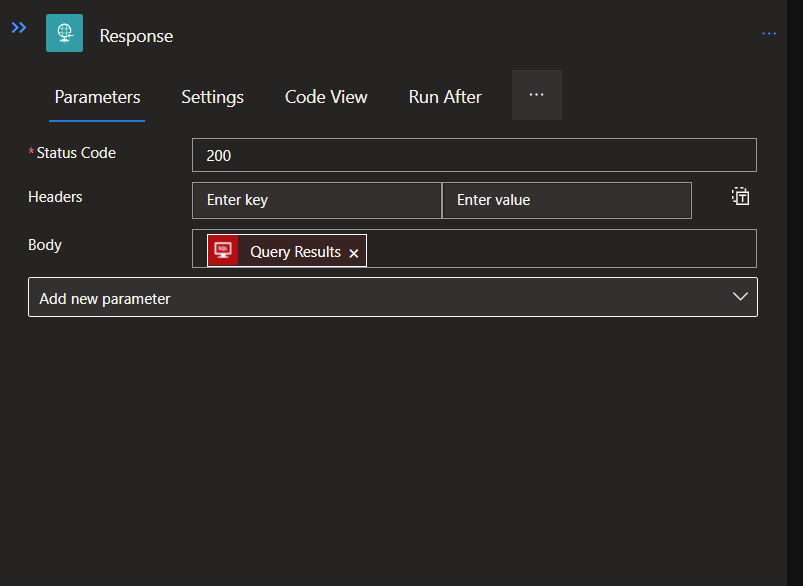 Response
Parameters Settings Code View Run After ...
*Status Code 200
Headers Enter key Enter value
Body SQL Query Results ×
Add new parameter